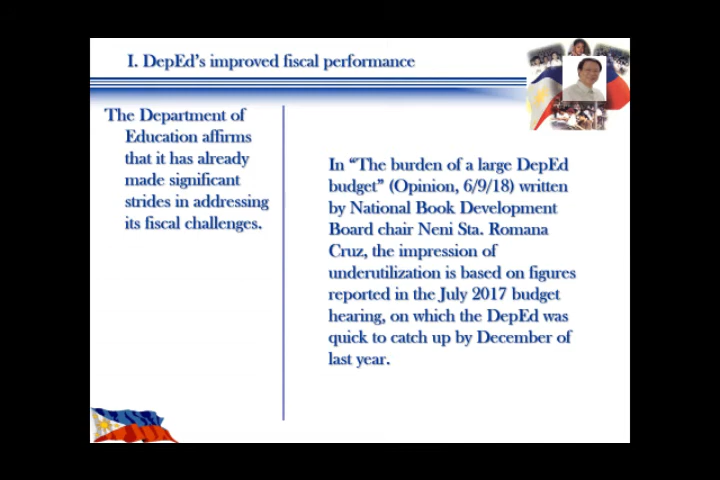 I. DepEd's improved fiscal performance
The Department of
Education affirms
that it has already
made significant
strides in addressing
its fiscal challenges.
In “The burden of a large DepEd
budget” (Opinion, 6/9/18) written
by National Book Development
Board chair Neni Sta. Romana
Cruz, the impression of
underutilization is based on figures
reported in the July 2017 budget
hearing, on which the DepEd was
quick to catch up by December of
last year.